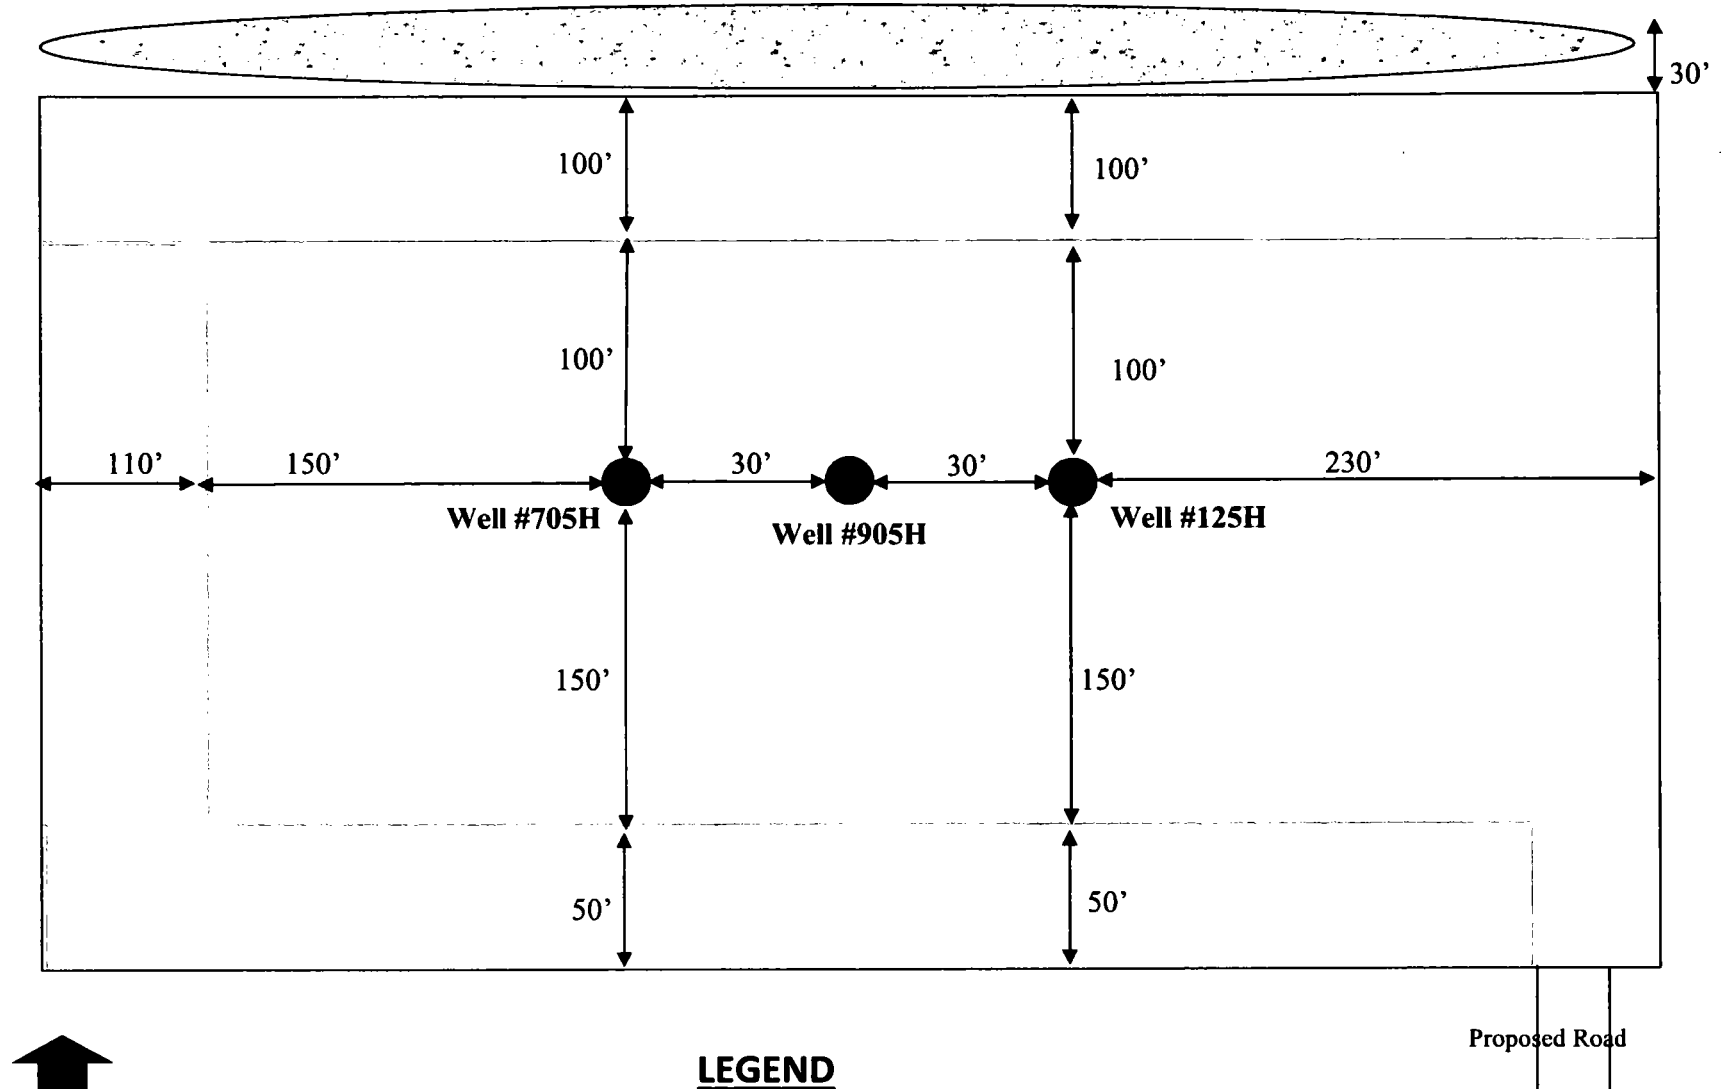 30’
100’ 100’
100’ 100’
110’ 150’ 30’ 30’ 230’
Well #705H Well #905H Well #125H
150’ 150’
50’ 50’
Proposed Road
LEGEND